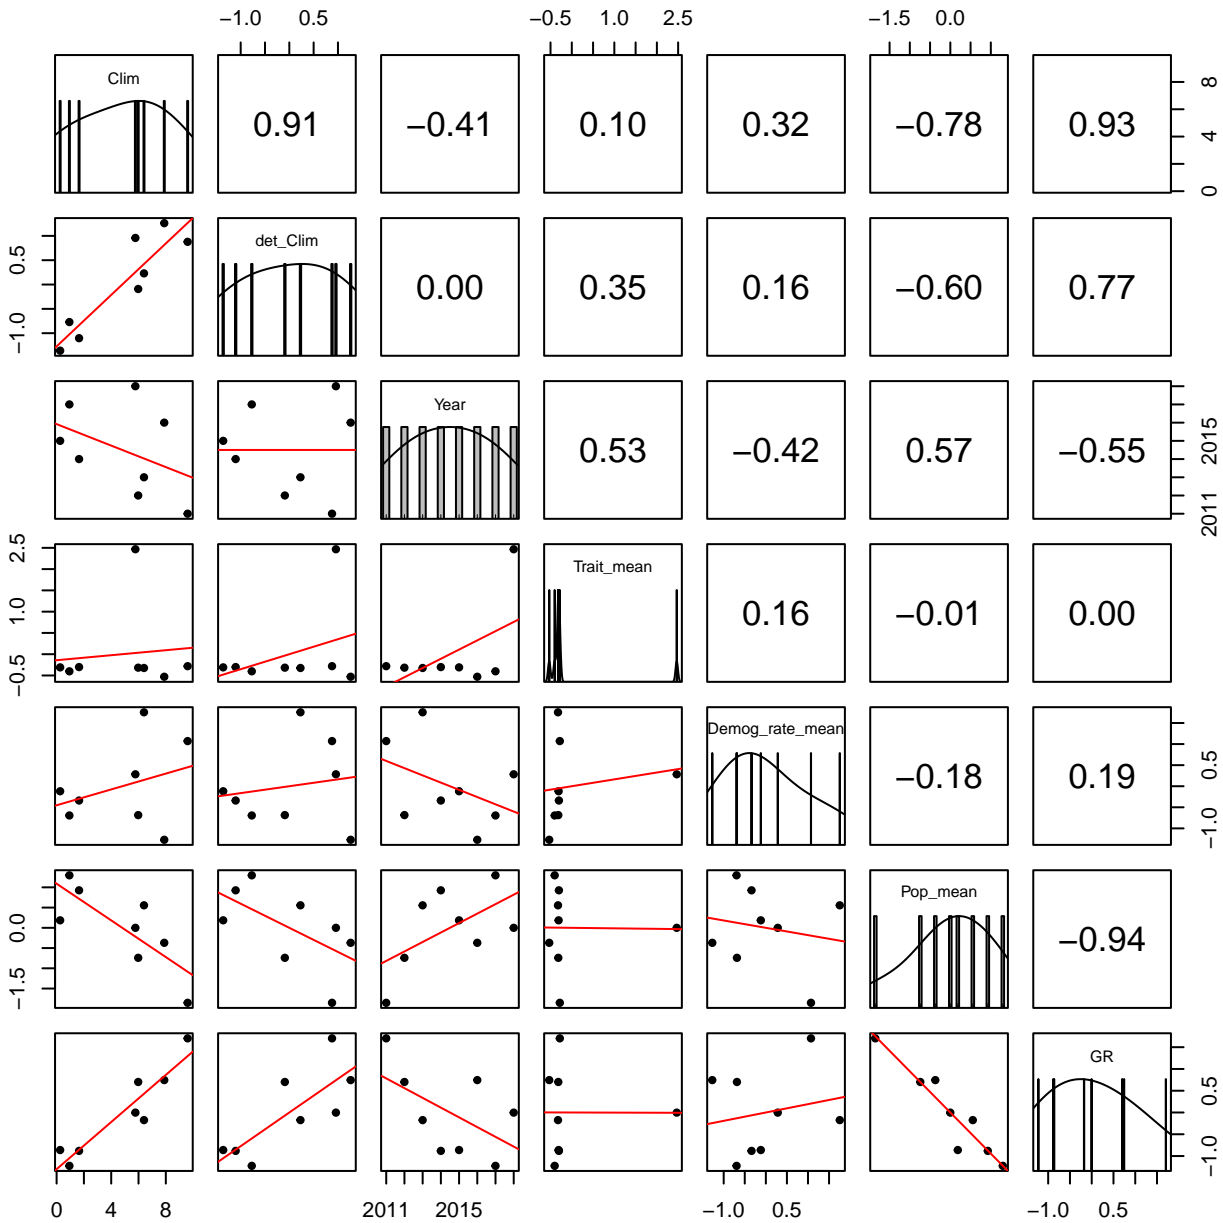 −1.0 0.5 −0.5 1.0 2.5 −1.5 0.0
Clim 0.91 −0.41 0.10 0.32 −0.78 0.93 0 4 8
−1.0 0.5 det_Clim 0.00 0.35 0.16 −0.60 0.77
Year 0.53 −0.42 0.57 −0.55 2011 2015
−0.5 1.0 2.5 Trait_mean 0.16 −0.01 0.00
Demog_rate_mean −0.18 0.19 −1.0 0.5
−1.5 0.0 Pop_mean −0.94
GR −1.0 0.5
0 4 8 2011 2015 −1.0 0.5 −1.0 0.5